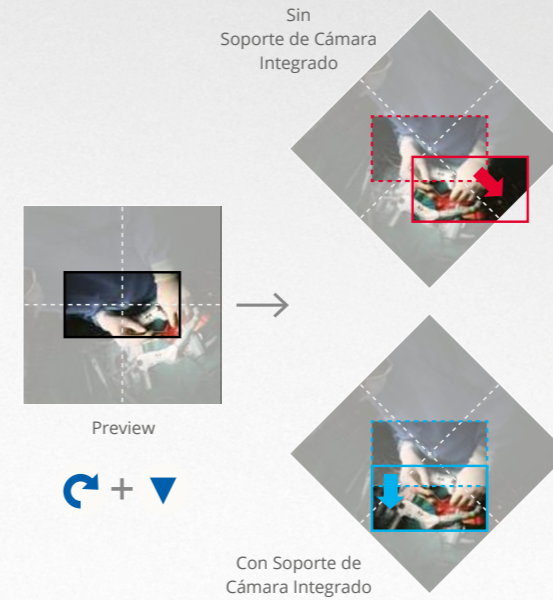 Sin
Soporte de Cámara
Integrado
Preview
Con Soporte de
Cámara Integrado